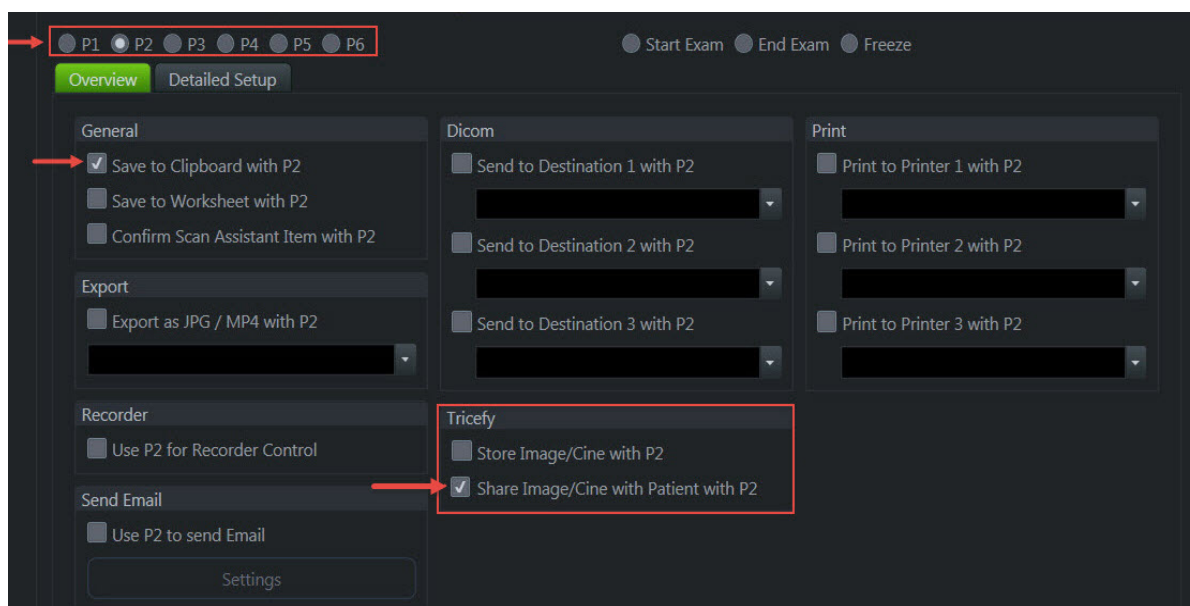 P1 P2 P3 P4 P5 P6 Start Exam End Exam Freeze
Overview Detailed Setup
General
Save to Clipboard with P2
Save to Worksheet with P2
Confirm Scan Assistant Item with P2
Export
Export as JPG / MP4 with P2
Recorder
Use P2 for Recorder Control
Send Email
Use P2 to send Email
Settings
Dicom
Send to Destination 1 with P2
Send to Destination 2 with P2
Send to Destination 3 with P2
Tricefy
Store Image/Cine with P2
Share Image/Cine with Patient with P2
Print
Print to Printer 1 with P2
Print to Printer 2 with P2
Print to Printer 3 with P2